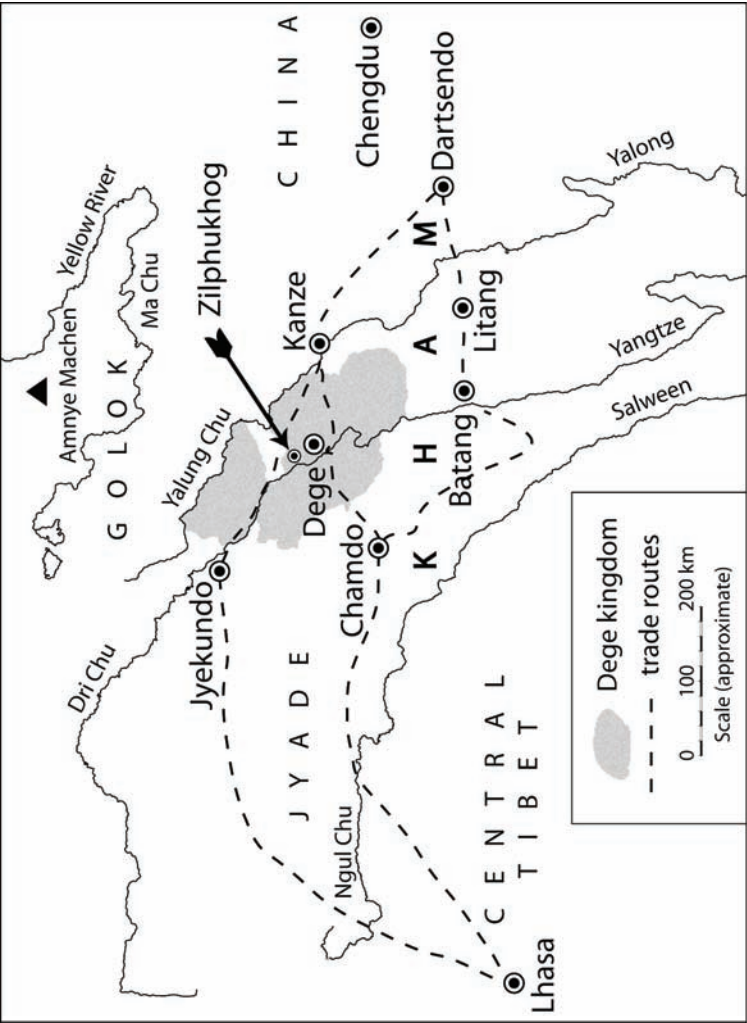 Amnye Machen
Yellow River
GOLOK
Ma Chu
CHINA
Zilphukhog
Chengdu
Dri Chu
Yalung Chu
Kanze
Dartsendo
Jyekundo
Dege
JYADE
Chamdo
KHAM
Batang
Litang
Yalong
Yangtze
Salween
Ngul Chu
CENTRAL
TIBET
Lhasa
Dege kingdom
trade routes
0 100 200 km
Scale (approximate)